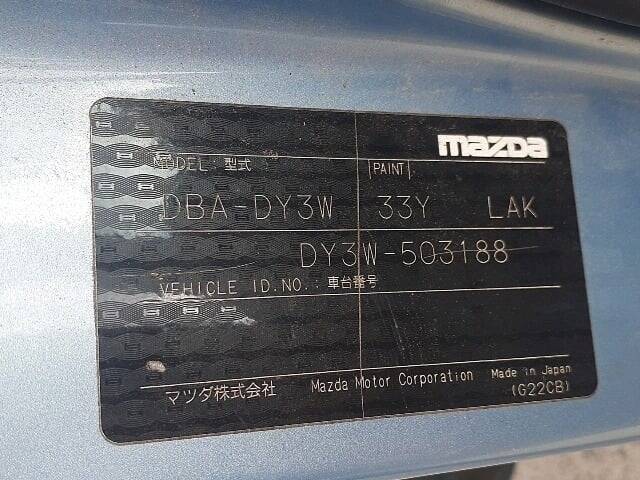 mazda
MODEL : 型式 PAINT
DBA-DY3W 33Y LAK
DY3W-503188
VEHICLE ID.NO. : 車台番号
マツダ株式会社 Mazda Motor Corporation Made in Japan
(G22CB)